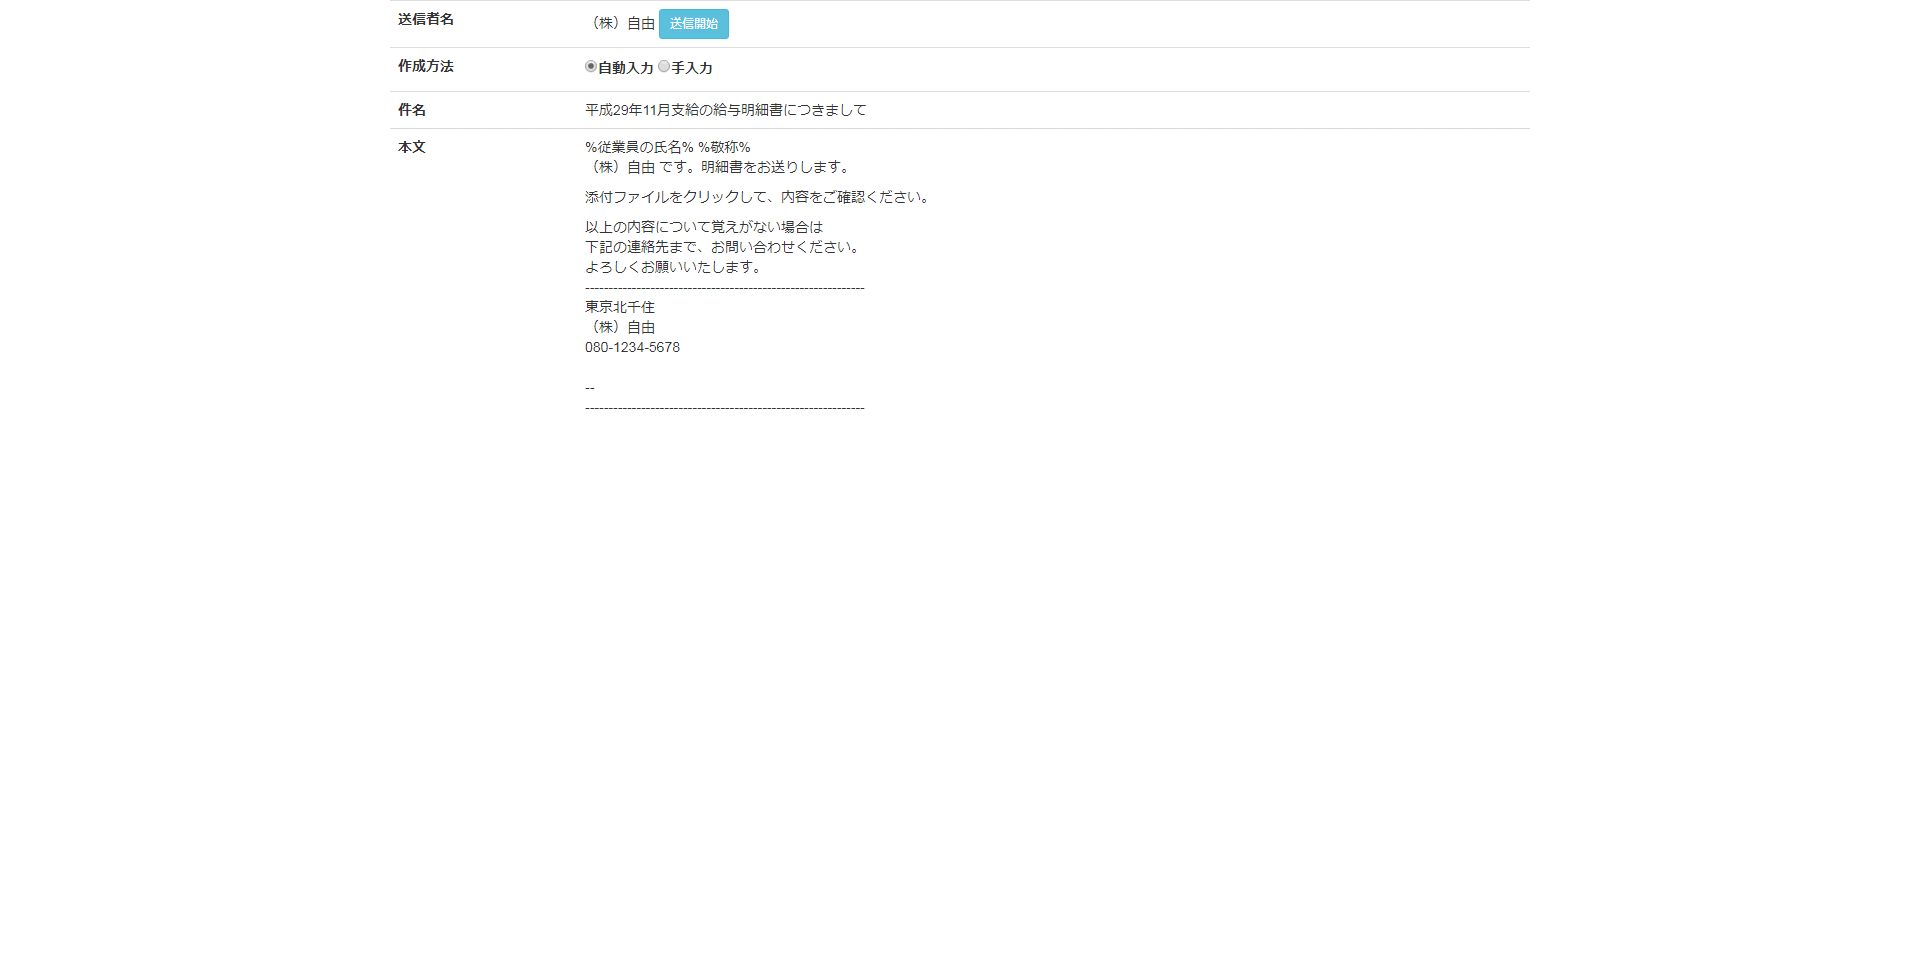 送信者名 （株）自由 送信開始
作成方法 自動入力 手入力
件名 平成29年11月支給の給与明細書につきまして
本文 %従業員の氏名% %敬称%
（株）自由 です。明細書をお送りします。
添付ファイルをクリックして、内容をご確認ください。
以上の内容について覚えがない場合は
下記の連絡先まで、お問い合わせください。
よろしくお願いいたします。
------------------------------------------------------------
東京北千住
（株）自由
080-1234-5678
--
------------------------------------------------------------